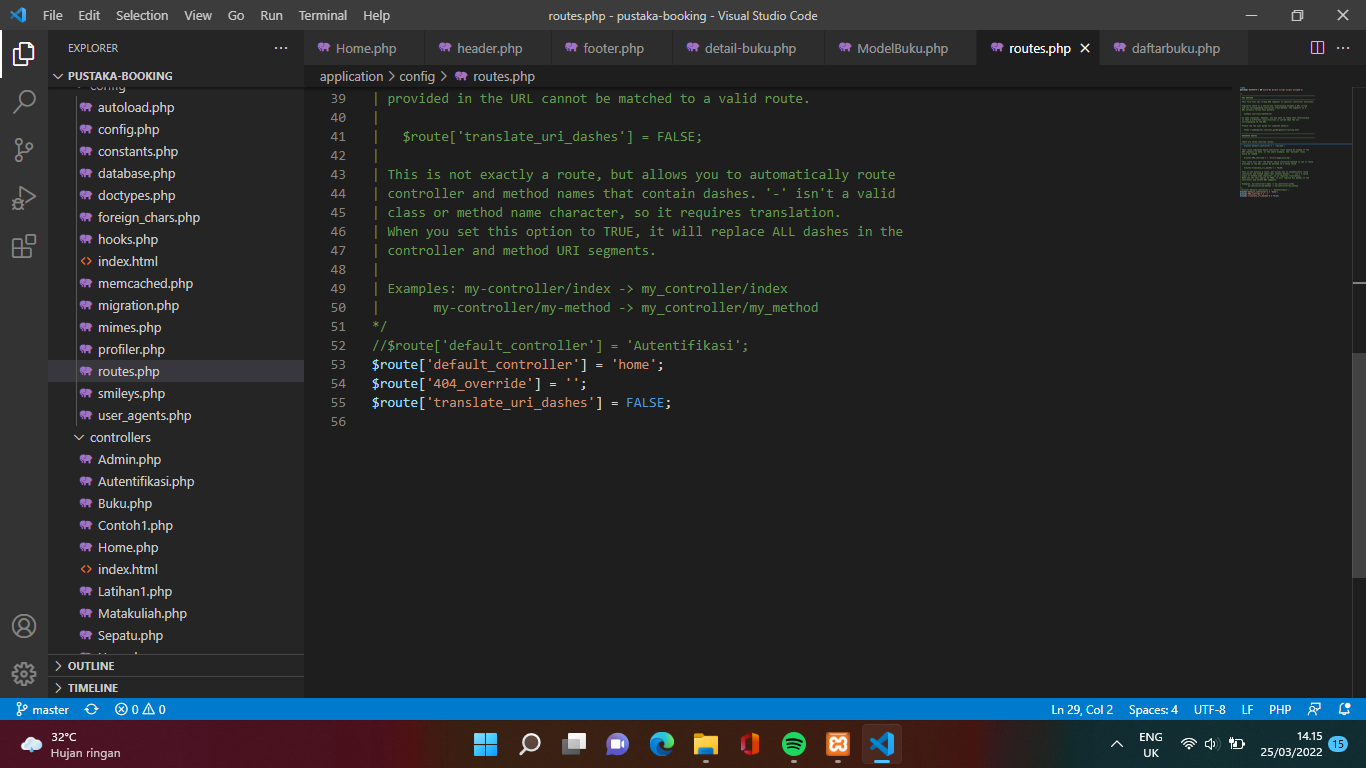 File Edit Selection View Go Run Terminal Help
routes.php - pustaka-booking - Visual Studio Code
EXPLORER
PUSTAKA-BOOKING
config
autoload.php
config.php
constants.php
database.php
doctypes.php
foreign_chars.php
hooks.php
index.html
memcached.php
migration.php
mimes.php
profiler.php
routes.php
smileys.php
user_agents.php
controllers
Admin.php
Autentifikasi.php
Buku.php
Contoh1.php
Home.php
index.html
Latihan1.php
Matakuliah.php
Sepatu.php
OUTLINE
TIMELINE
Home.php header.php footer.php detail-buku.php ModelBuku.php routes.php daftarbuku.php
application > config > routes.php
39 | provided in the URL cannot be matched to a valid route.
40 |
41 |   $route['translate_uri_dashes'] = FALSE;
42 |
43 | This is not exactly a route, but allows you to automatically route
44 | controller and method names that contain dashes. '-' isn't a valid
45 | class or method name character, so it requires translation.
46 | When you set this option to TRUE, it will replace ALL dashes in the
47 | controller and method URI segments.
48 |
49 | Examples: my-controller/index -> my_controller/index
50 |       my-controller/my-method -> my_controller/my_method
51 */
52 //$route['default_controller'] = 'Autentifikasi';
53 $route['default_controller'] = 'home';
54 $route['404_override'] = '';
55 $route['translate_uri_dashes'] = FALSE;
56
master 0 0 Ln 29, Col 2 Spaces: 4 UTF-8 LF PHP
32°C
Hujan ringan
ENG
UK
14.15
25/03/2022
15